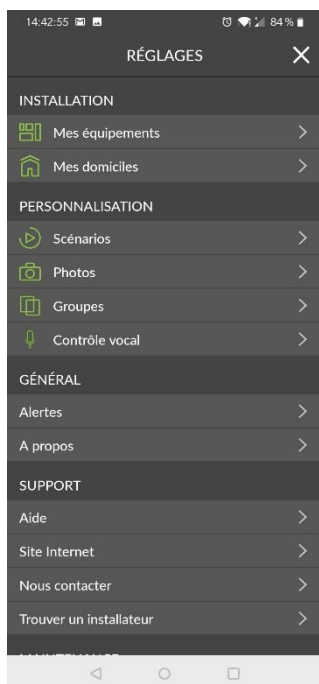 14:42:55 84 %
RÉGLAGES
INSTALLATION
Mes équipements
Mes domiciles
PERSONNALISATION
Scénarios
Photos
Groupes
Contrôle vocal
GÉNÉRAL
Alertes
A propos
SUPPORT
Aide
Site Internet
Nous contacter
Trouver un installateur